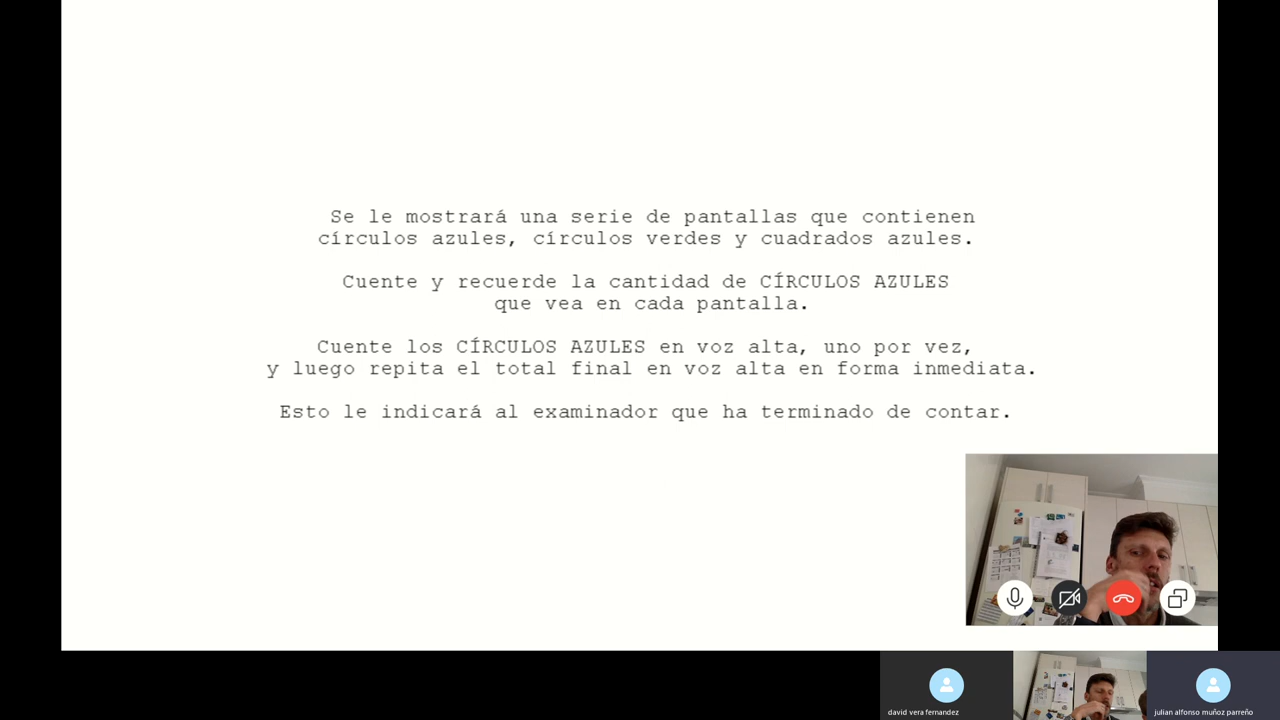 Se le mostrará una serie de pantallas que contienen
círculos azules, círculos verdes y cuadrados azules.
Cuente y recuerde la cantidad de CÍRCULOS AZULES
que vea en cada pantalla.
Cuente los CÍRCULOS AZULES en voz alta, uno por vez,
y luego repita el total final en voz alta en forma inmediata.
Esto le indicará al examinador que ha terminado de contar.
david vera fernandez
julian alfonso muñoz parreño